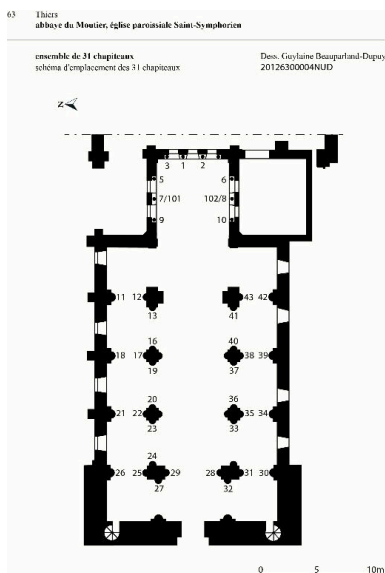 63 Thiers
abbaye du Moutier, église paroissiale Saint-Symphorien
ensemble de 31 chapiteaux Dess. Guylaine Beauparland-Dupuy
schéma d'emplacement des 31 chapiteaux 20126300004NUD
Z
3 1 2
5 6
7/101 102/8
9 10
11 12 43 42
13 41
16 40
18 17 38 39
19 37
20 36
21 22 35 34
23 33
24
26 25 29 28 31 30
27 32
0 5 10m